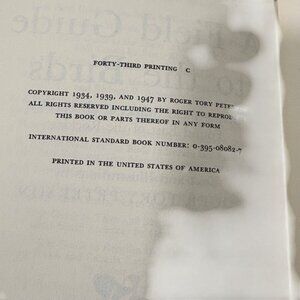 FORTY-THIRD PRINTING C
COPYRIGHT 1934, 1939, AND 1947 BY ROGER TORY PETE
ALL RIGHTS RESERVED INCLUDING THE RIGHT TO REPRODU
THIS BOOK OR PARTS THEREOF IN ANY FORM
INTERNATIONAL STANDARD BOOK NUMBER: 0-395-08082-7
PRINTED IN THE UNITED STATES OF AMERICA